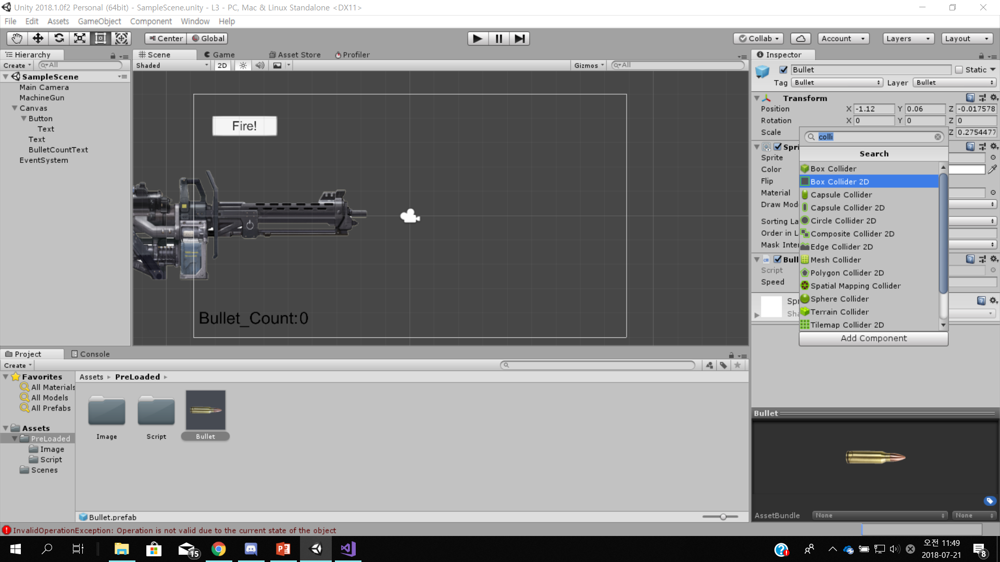 Unity 2018.1.0f2 Personal (64bit) - SampleScene.unity - L3 - PC, Mac & Linux Standalone <DX11>
File Edit Assets GameObject Component Window Help
Center Global
Collab Account Layers Layout
Hierarchy
Create All
SampleScene
Main Camera
MachineGun
Canvas
Button
Text
Text
BulletCountText
EventSystem
Scene Game Asset Store Profiler
Shaded 2D Gizmos All
Fire!
Bullet_Count:0
Inspector
Bullet Static
Tag Bullet Layer Bullet
Transform
Position X -1.12 Y 0.06 Z -0.017578
Rotation X 0 Y 0 Z 0
Scale Z 0.2754477
Spri
Sprite
Color
Flip
Material
Draw Mod
Sorting La
Order in L
Mask Inter
Bull
Script
Speed
Spr
Sha
colli
Search
Box Collider
Box Collider 2D
Capsule Collider
Capsule Collider 2D
Circle Collider 2D
Composite Collider 2D
Edge Collider 2D
Mesh Collider
Polygon Collider 2D
Spatial Mapping Collider
Sphere Collider
Terrain Collider
Tilemap Collider 2D
Add Component
Project Console
Create
Favorites
All Materials
All Models
All Prefabs
Assets
PreLoaded
Image
Script
Scenes
Assets PreLoaded
Image Script Bullet
Bullet.prefab
Bullet
AssetBundle None None
InvalidOperationException: Operation is not valid due to the current state of the object
15
오전 11:49
2018-07-21
8